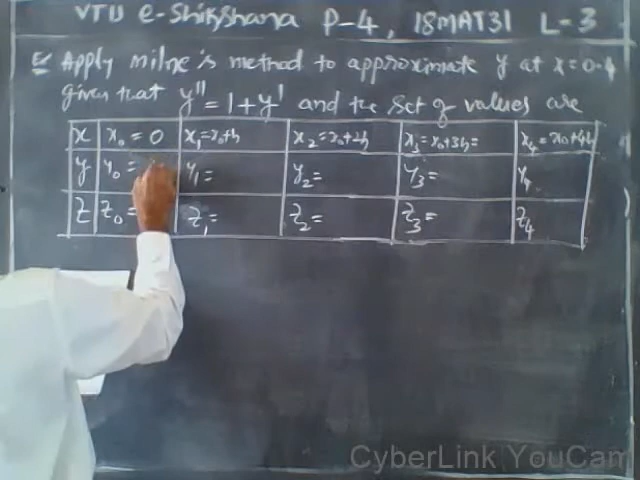 VTU e-Shikshana P-4, 18MAT31 L-3
Ex Apply milne's method to approximate y at x=0.4
given that y''=1+y' and the set of values are
x x₀=0 x₁=x₀+h x₂=x₀+2h x₃=x₀+3h= x₄=x₀+4h
y y₀= y₁= y₂= y₃= y₄
z z₀= z₁= z₂= z₃= z₄
CyberLink YouCam